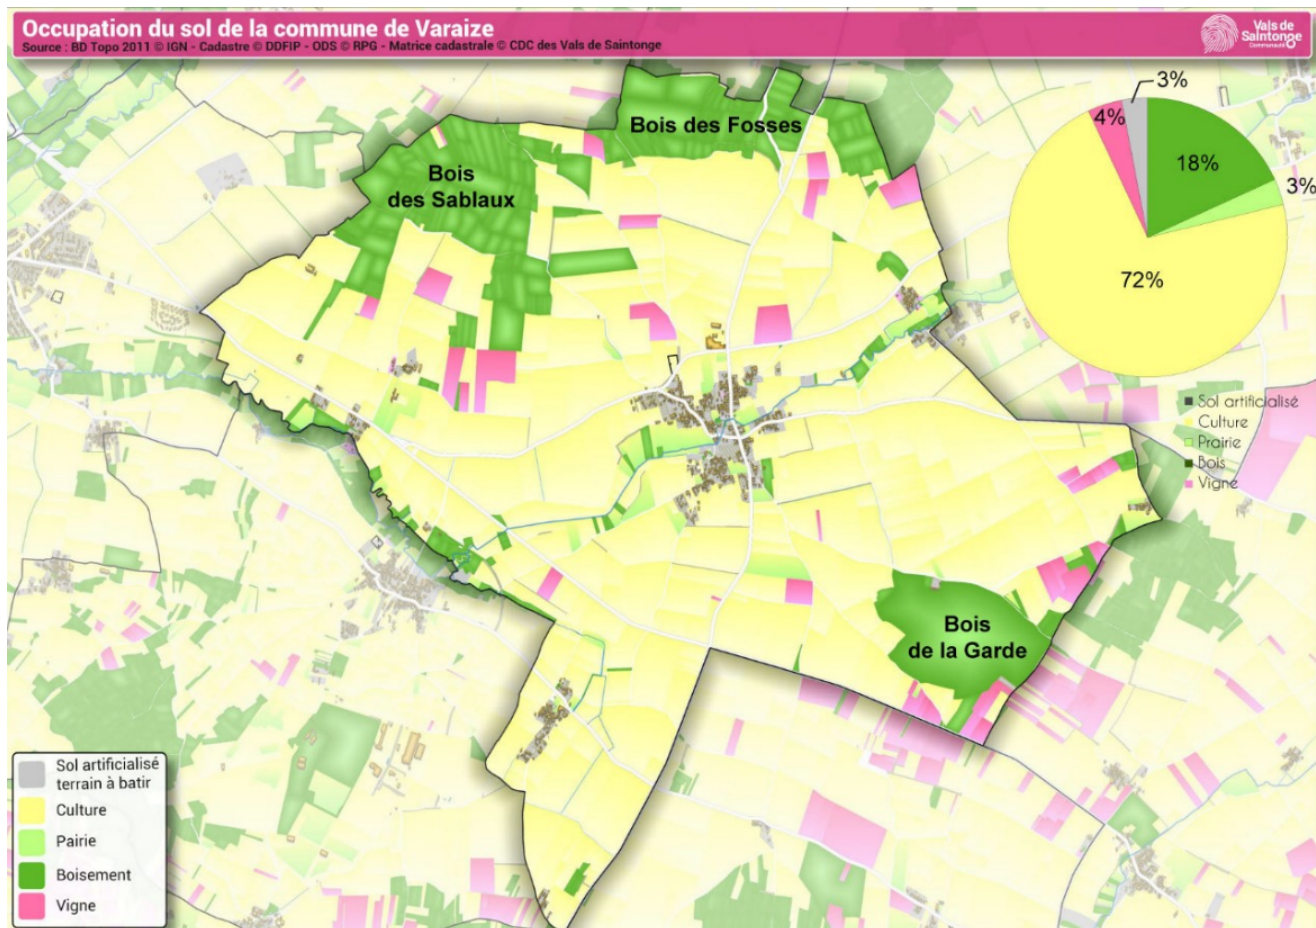 Occupation du sol de la commune de Varaize
Source : BD Topo 2011 © IGN - Cadastre © DDFIP - ODS © RPG - Matrice cadastrale © CDC des Vals de Saintonge
Vals de
Saintonge
Communauté
3%
4%
18%
3%
72%
Bois des Fosses
Bois
des Sablaux
Sol artificialisé
Culture
Prairie
Bois
Vigne
Bois
de la Garde
Sol artificialisé
terrain à batir
Culture
Pairie
Boisement
Vigne